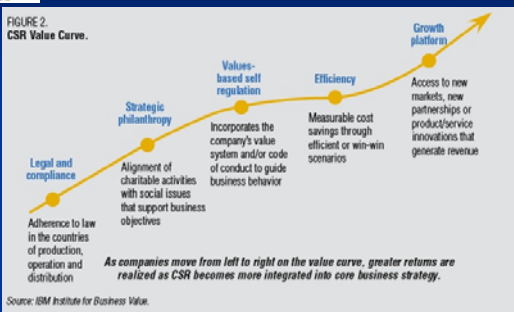 FIGURE 2.
CSR Value Curve.
Legal and
compliance
Adherence to law
in the countries
of production,
operation and
distribution
Strategic
philanthropy
Alignment of
charitable activities
with social issues
that support business
objectives
Values-
based self
regulation
Incorporates the
company's value
system and/or code
of conduct to guide
business behavior
Efficiency
Measurable cost
savings through
efficient or win-win
scenarios
Growth
platform
Access to new
markets, new
partnerships or
product/service
innovations that
generate revenue
As companies move from left to right on the value curve, greater returns are
realized as CSR becomes more integrated into core business strategy.
Source: IBM Institute for Business Value.